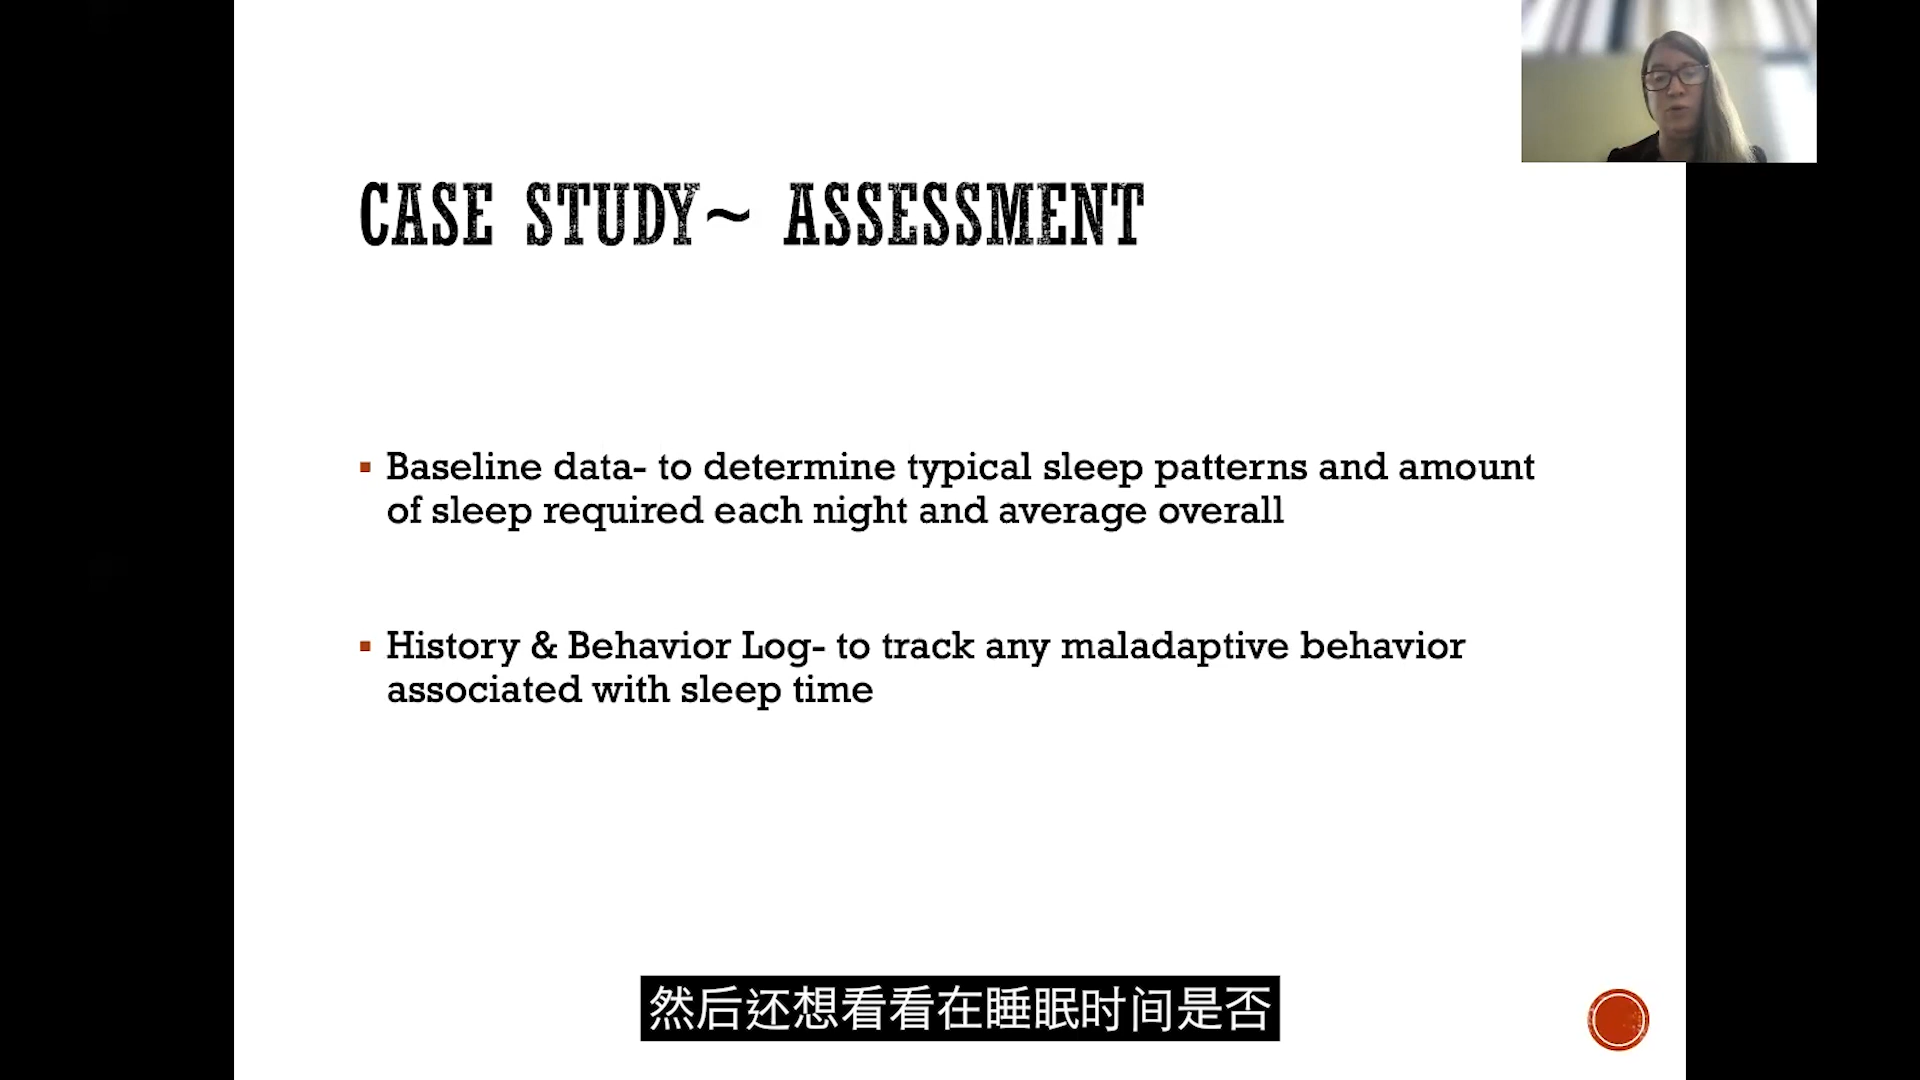 CASE STUDY~ ASSESSMENT
Baseline data- to determine typical sleep patterns and amount
of sleep required each night and average overall
History & Behavior Log- to track any maladaptive behavior
associated with sleep time
然后还想看看在睡眠时间是否